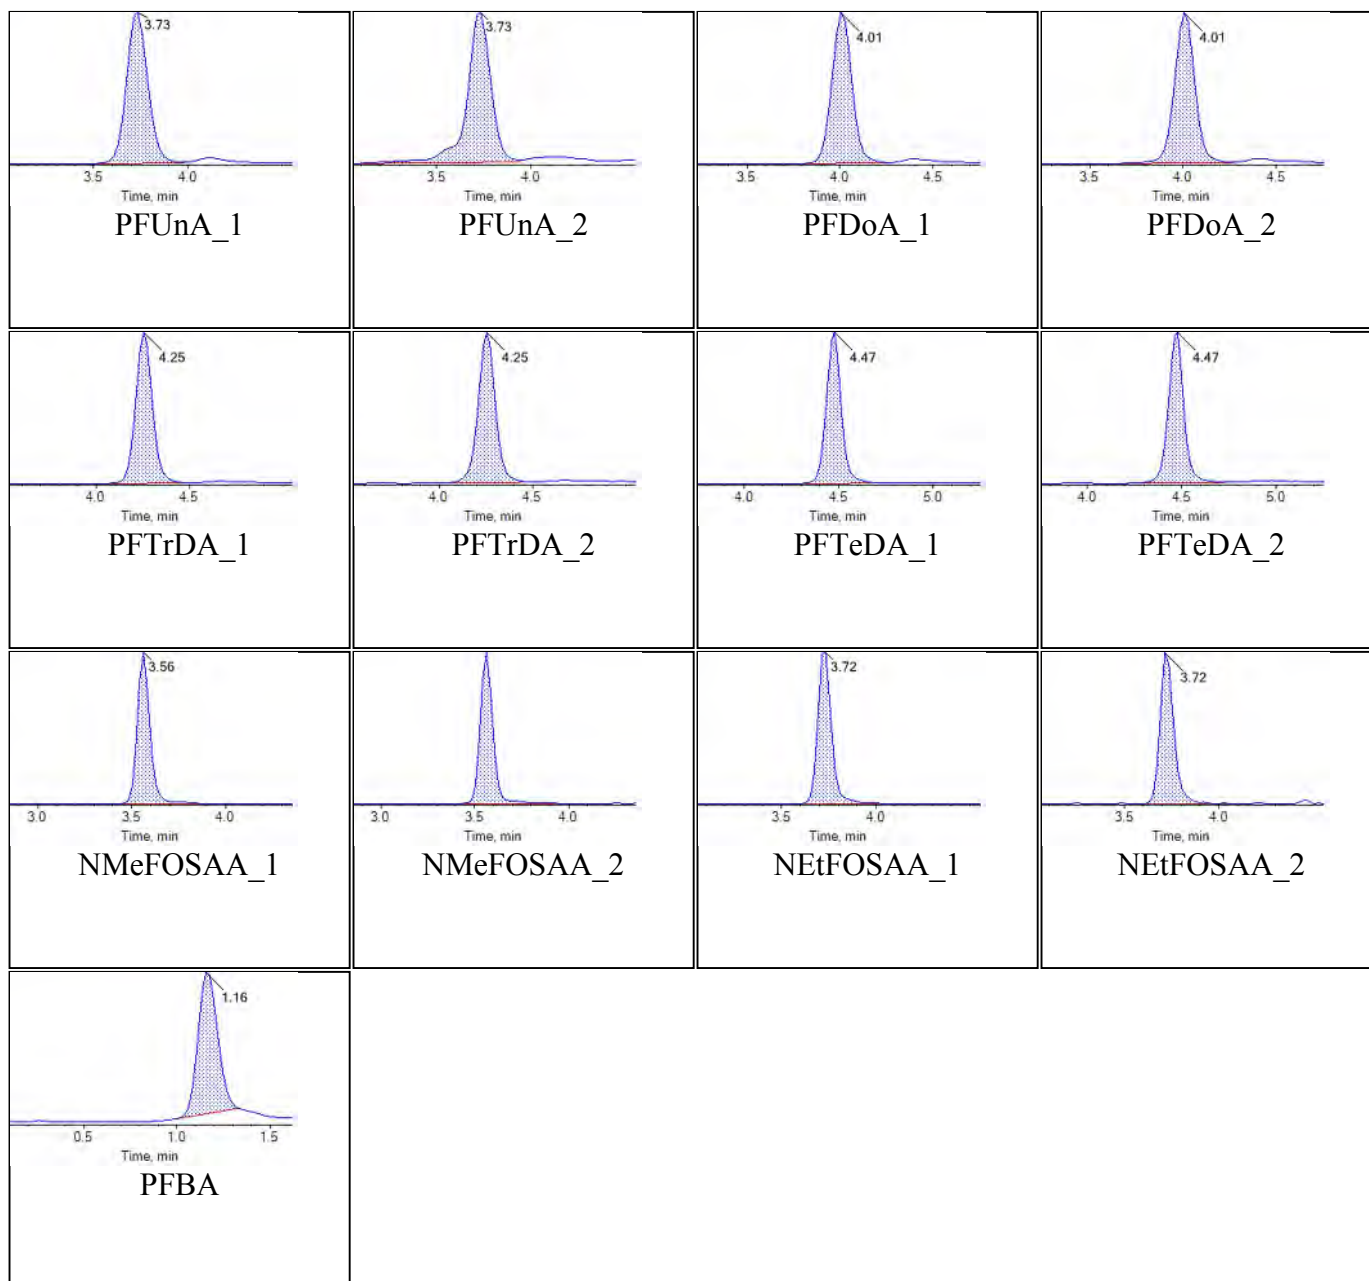 3.73
3.5 4.0
Time, min
PFUnA_1
3.73
3.5 4.0
Time, min
PFUnA_2
4.01
3.5 4.0 4.5
Time, min
PFDoA_1
4.01
3.5 4.0 4.5
Time, min
PFDoA_2
4.25
4.0 4.5
Time, min
PFTrDA_1
4.25
4.0 4.5
Time, min
PFTrDA_2
4.47
4.0 4.5 5.0
Time, min
PFTeDA_1
4.47
4.0 4.5 5.0
Time, min
PFTeDA_2
3.56
3.0 3.5 4.0
Time, min
NMeFOSAA_1
3.0 3.5 4.0
Time, min
NMeFOSAA_2
3.72
3.5 4.0
Time, min
NEtFOSAA_1
3.72
3.5 4.0
Time, min
NEtFOSAA_2
1.16
0.5 1.0 1.5
Time, min
PFBA